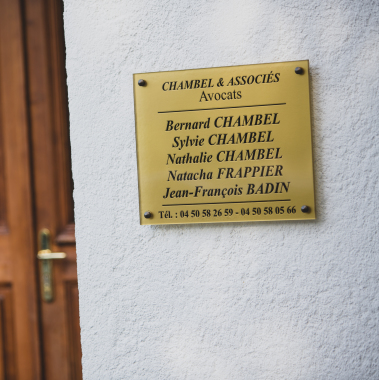 CHAMBEL & ASSOCIÉS
Avocats
Bernard CHAMBEL
Sylvie CHAMBEL
Nathalie CHAMBEL
Natacha FRAPPIER
Jean-François BADIN
Tél. : 04 50 58 26 59 - 04 50 58 05 66